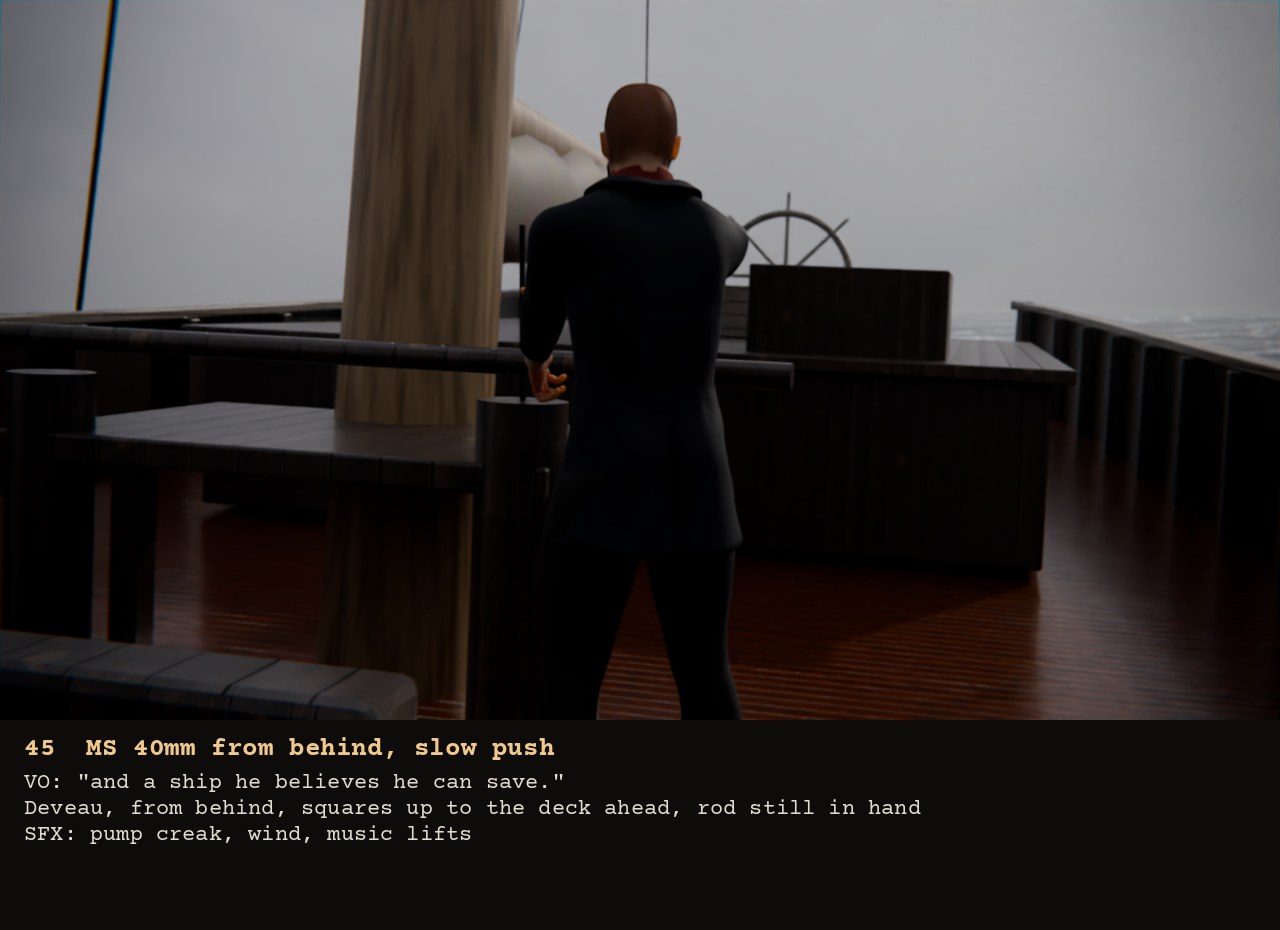 45  MS 40mm from behind, slow push
VO: "and a ship he believes he can save."
Deveau, from behind, squares up to the deck ahead, rod still in hand
SFX: pump creak, wind, music lifts